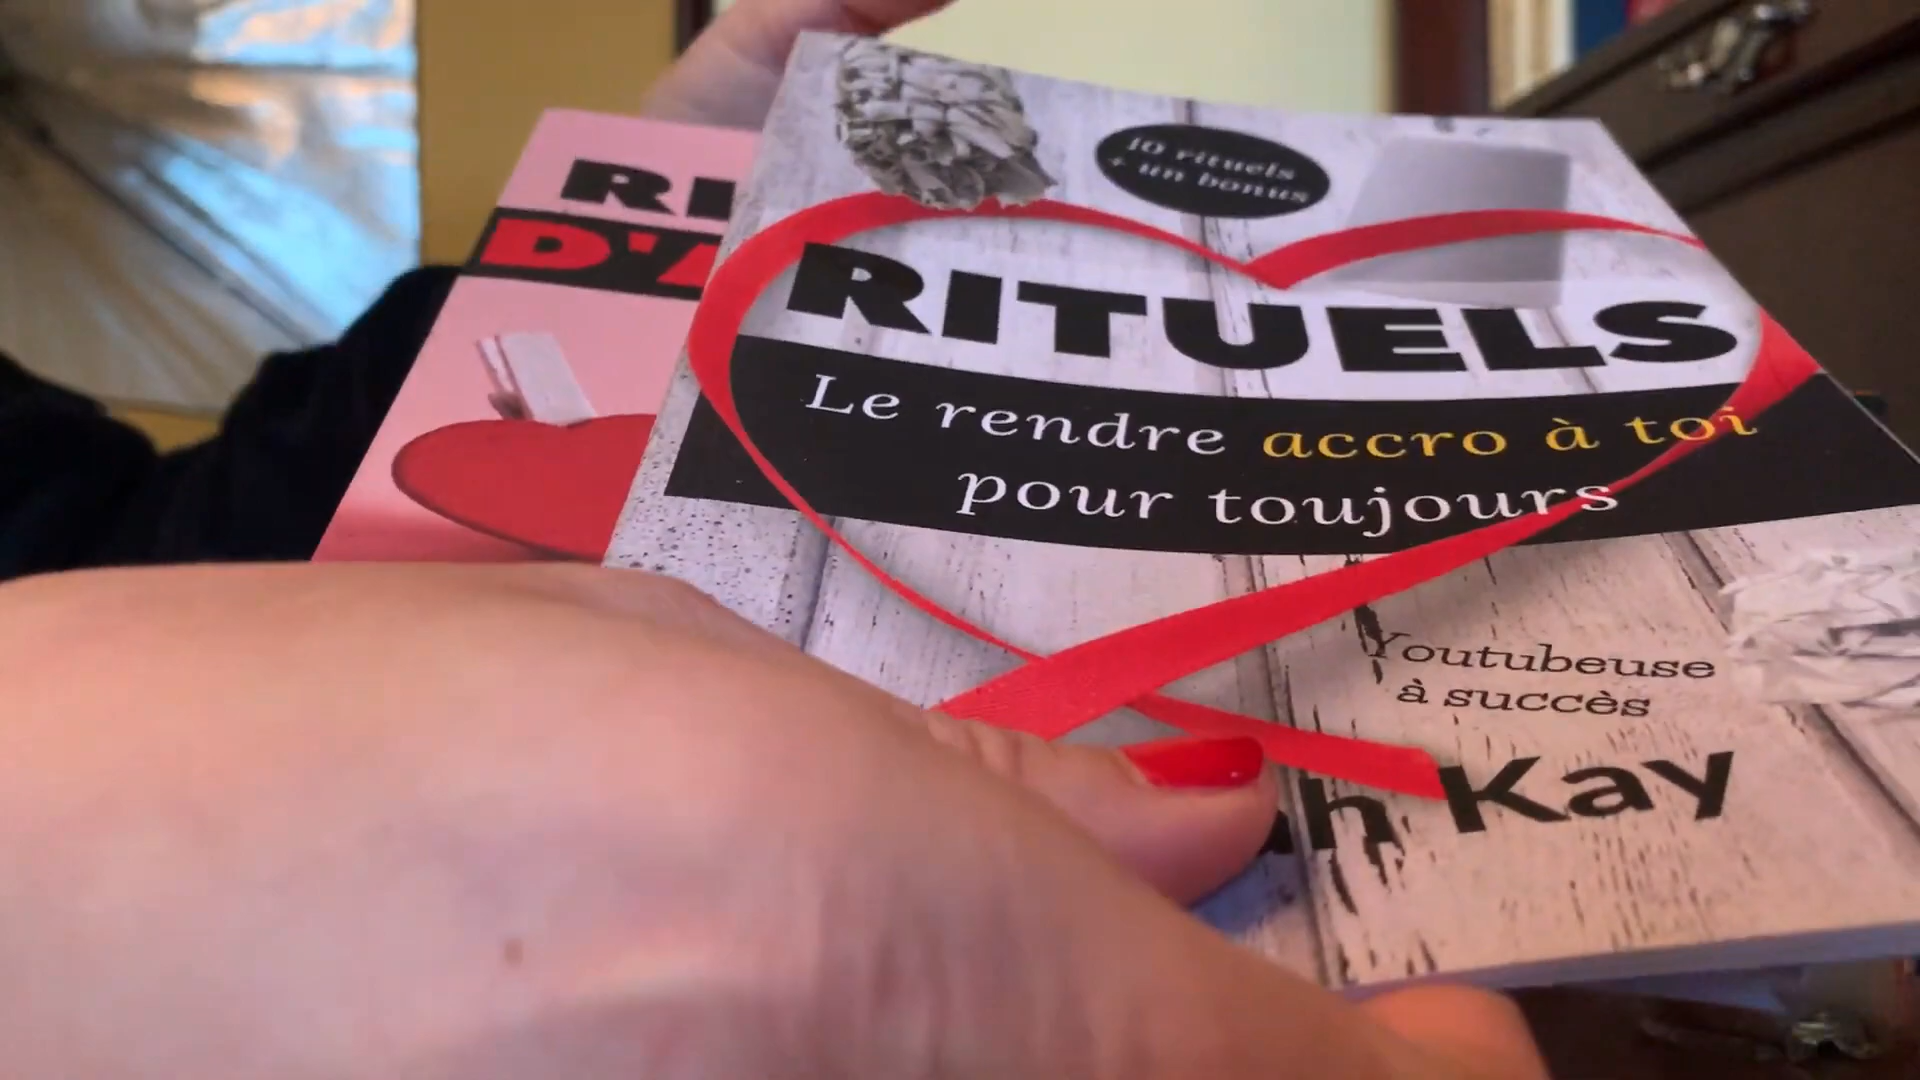 10 rituels
+ un bonus
RITUELS
Le rendre accro à toi
pour toujours
Youtubeuse
à succès
Kay
RI
D'A